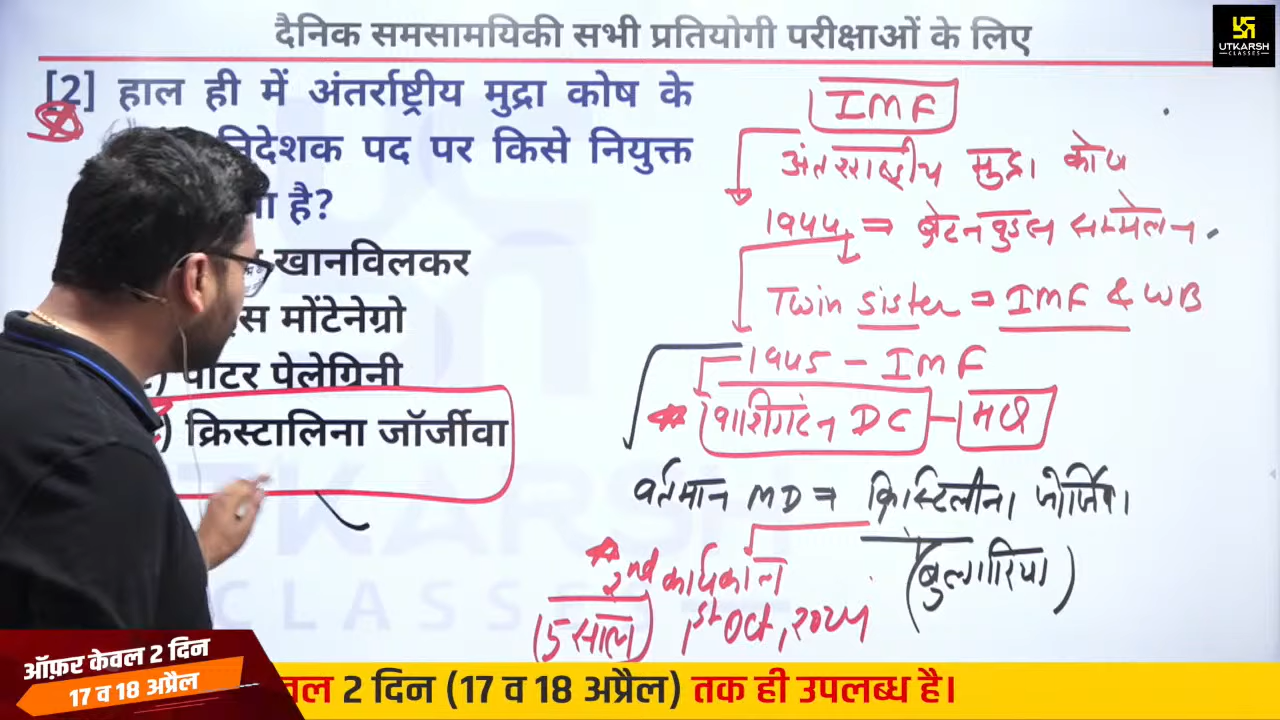 दैनिक समसामयिकी सभी प्रतियोगी परीक्षाओं के लिए
UTKARSH
CLASSES
[2] हाल ही में अंतर्राष्ट्रीय मुद्रा कोष के
निदेशक पद पर किसे नियुक्त
है?
खानविलकर
मोंटेनेग्रो
पीटर पेलेग्रिनी
क्रिस्टालिना जॉर्जीवा
IMF
अंतरराष्ट्रीय मुद्रा कोष
1944 ⇒ ब्रेटनवुड्स सम्मेलन
Twin sister = IMF & WB
1945 - IMF
वाशिंगटन DC - HQ
वर्तमान MD ⇒ क्रिस्टिलीना जोर्जिवा
(बुल्गारिया)
2nd कार्यकाल
(5 साल) 1st Oct, 2024
ऑफ़र केवल 2 दिन
17 व 18 अप्रैल
2 दिन (17 व 18 अप्रैल) तक ही उपलब्ध है।